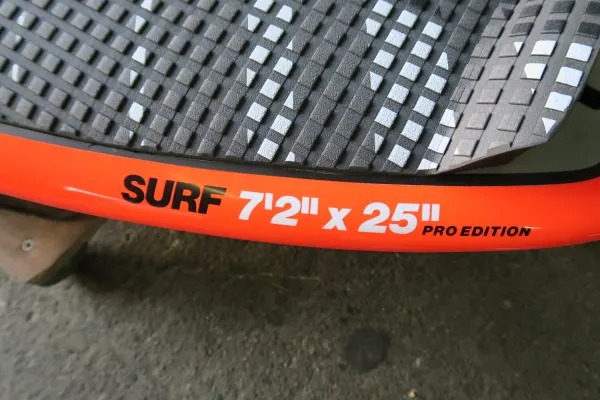 SURF 7'2" x 25" PRO EDITION